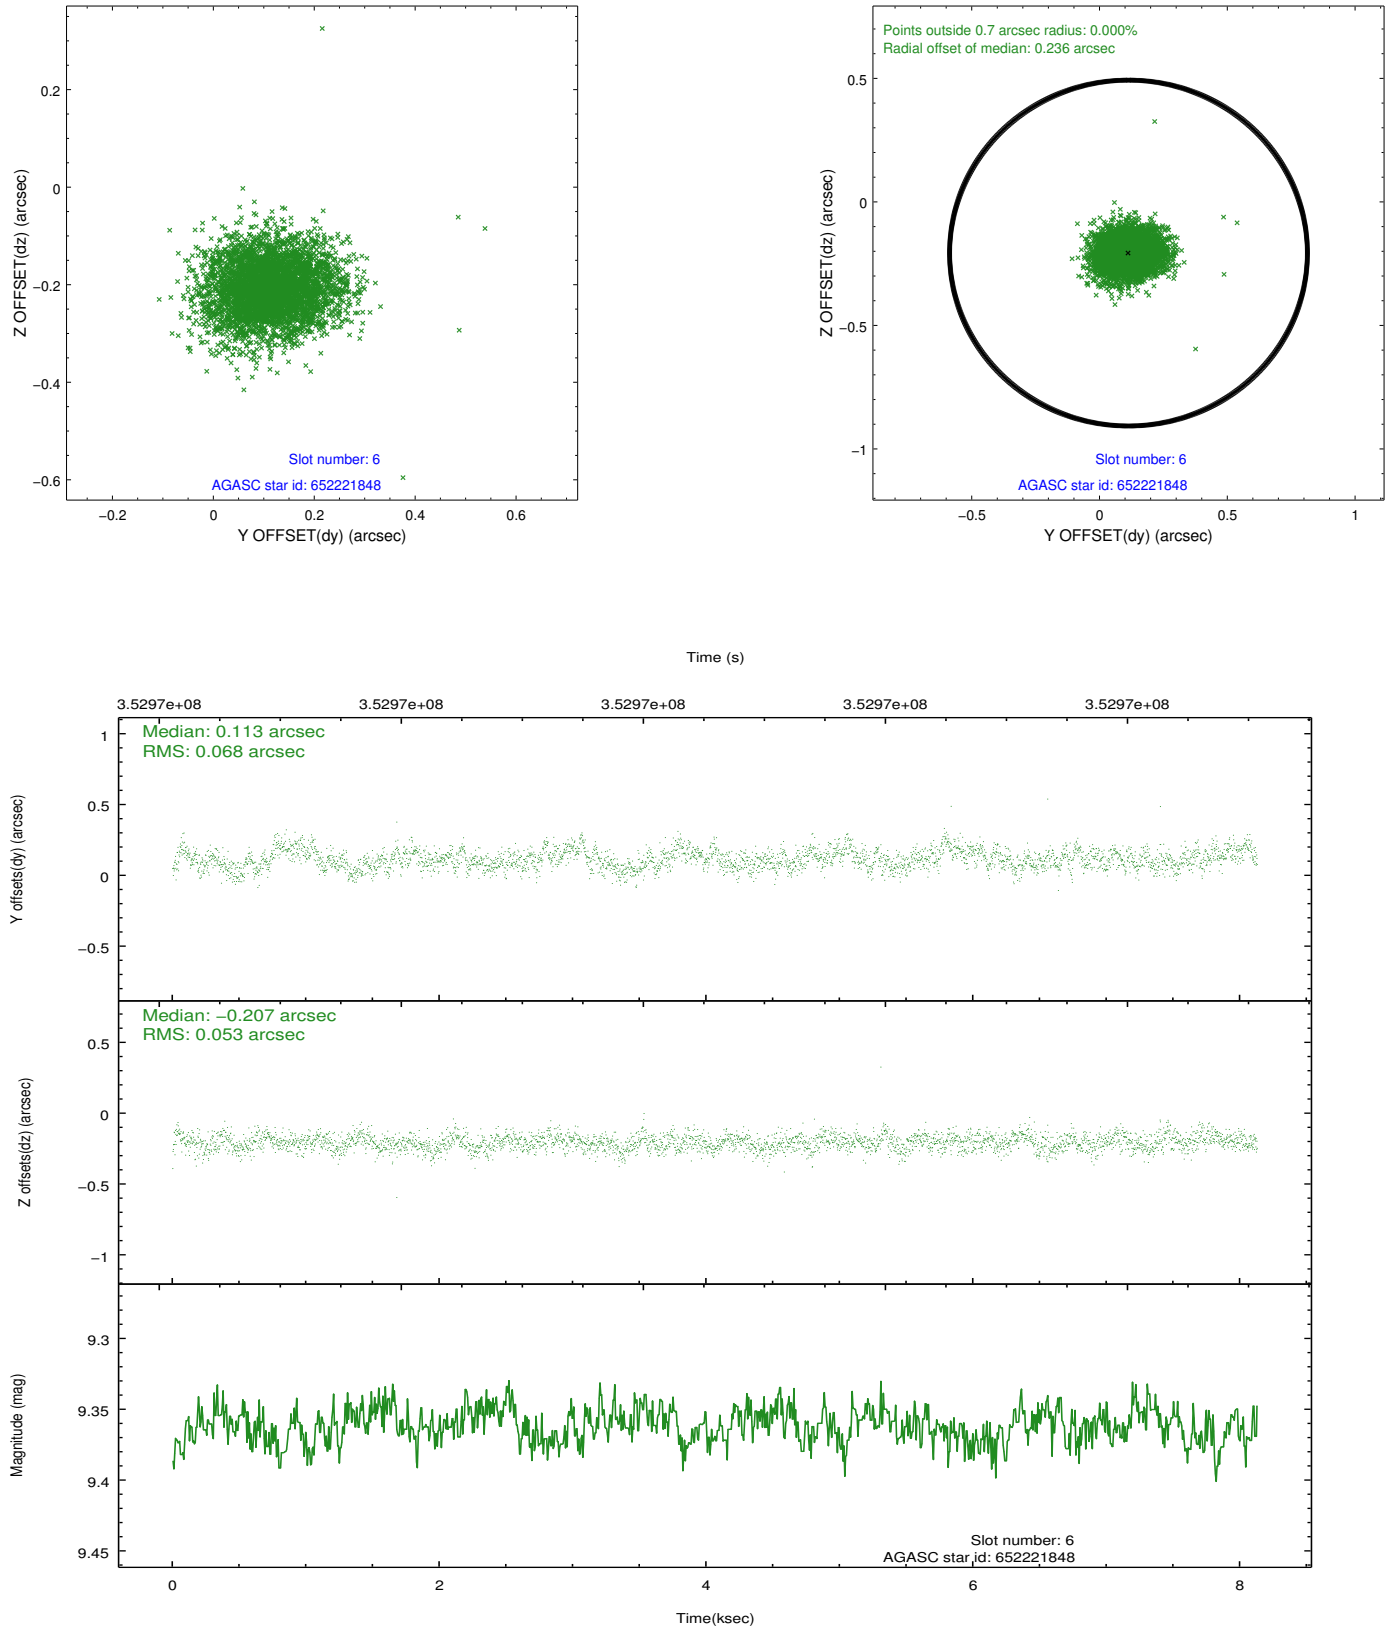 0.2
0
−0.2
−0.4
−0.6
Z OFFSET(dz) (arcsec)
Slot number: 6
AGASC star id: 652221848
−0.2
0
0.2
0.4
0.6
Y OFFSET(dy) (arcsec)
Points outside 0.7 arcsec radius: 0.000%
Radial offset of median: 0.236 arcsec
0.5
0
−0.5
−1
Z OFFSET(dz) (arcsec)
Slot number: 6
AGASC star id: 652221848
−0.5
0
0.5
1
Y OFFSET(dy) (arcsec)
Time (s)
3.5297e+08
3.5297e+08
3.5297e+08
3.5297e+08
3.5297e+08
Median: 0.113 arcsec
RMS: 0.068 arcsec
1
0.5
0
−0.5
Y offsets(dy) (arcsec)
Median: −0.207 arcsec
RMS: 0.053 arcsec
0.5
0
−0.5
−1
Z offsets(dz) (arcsec)
9.3
9.35
9.4
9.45
Magnitude (mag)
Slot number: 6
AGASC star id: 652221848
0
2
4
6
8
Time(ksec)